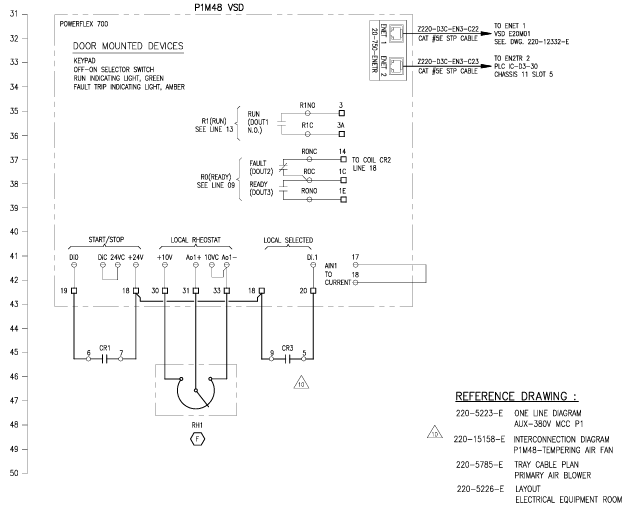 P1M48 VSD
31
POWERFLEX 700
32
DOOR MOUNTED DEVICES
33
KEYPAD
OFF-ON SELECTOR SWITCH
RUN INDICATING LIGHT, GREEN
FAULT TRIP INDICATING LIGHT, AMBER
34
20-750-ENETR
ENET 1
ENET 2
Z220-D3C-EN3-C22
CAT #5E STP CABLE
TO ENET 1
VSD E20M01
SEE. DWG. 220-12332-E
Z220-D3C-EN3-C23
CAT #5E STP CABLE
TO EN2TR 2
PLC IC-D3-30
CHASSIS 11 SLOT 5
35
R1(RUN)
SEE LINE 13
RUN
(DOUT1
N.O.)
R1NO
3
R1C
3A
36
37
R0(READY)
SEE LINE 09
FAULT
(DOUT2)
READY
(DOUT3)
RONC
14
ROC
1C
RONO
1E
TO COIL CR2
LINE 18
38
39
40
START/STOP
LOCAL RHEOSTAT
LOCAL SELECTED
41
DI0
DIC
24VC
+24V
+10V
Ao1+
10VC
Ao1-
DI.1
AIN1
TO
CURRENT
17
18
42
19
18
30
31
33
18
20
43
44
45
CR1
6
7
CR3
9
5
46
10
47
48
RH1
F
49
50
REFERENCE DRAWING :
220-5223-E ONE LINE DIAGRAM
AUX-380V MCC P1
10
220-15158-E INTERCONNECTION DIAGRAM
P1M48-TEMPERING AIR FAN
220-5785-E TRAY CABLE PLAN
PRIMARY AIR BLOWER
220-5226-E LAYOUT
ELECTRICAL EQUIPMENT ROOM